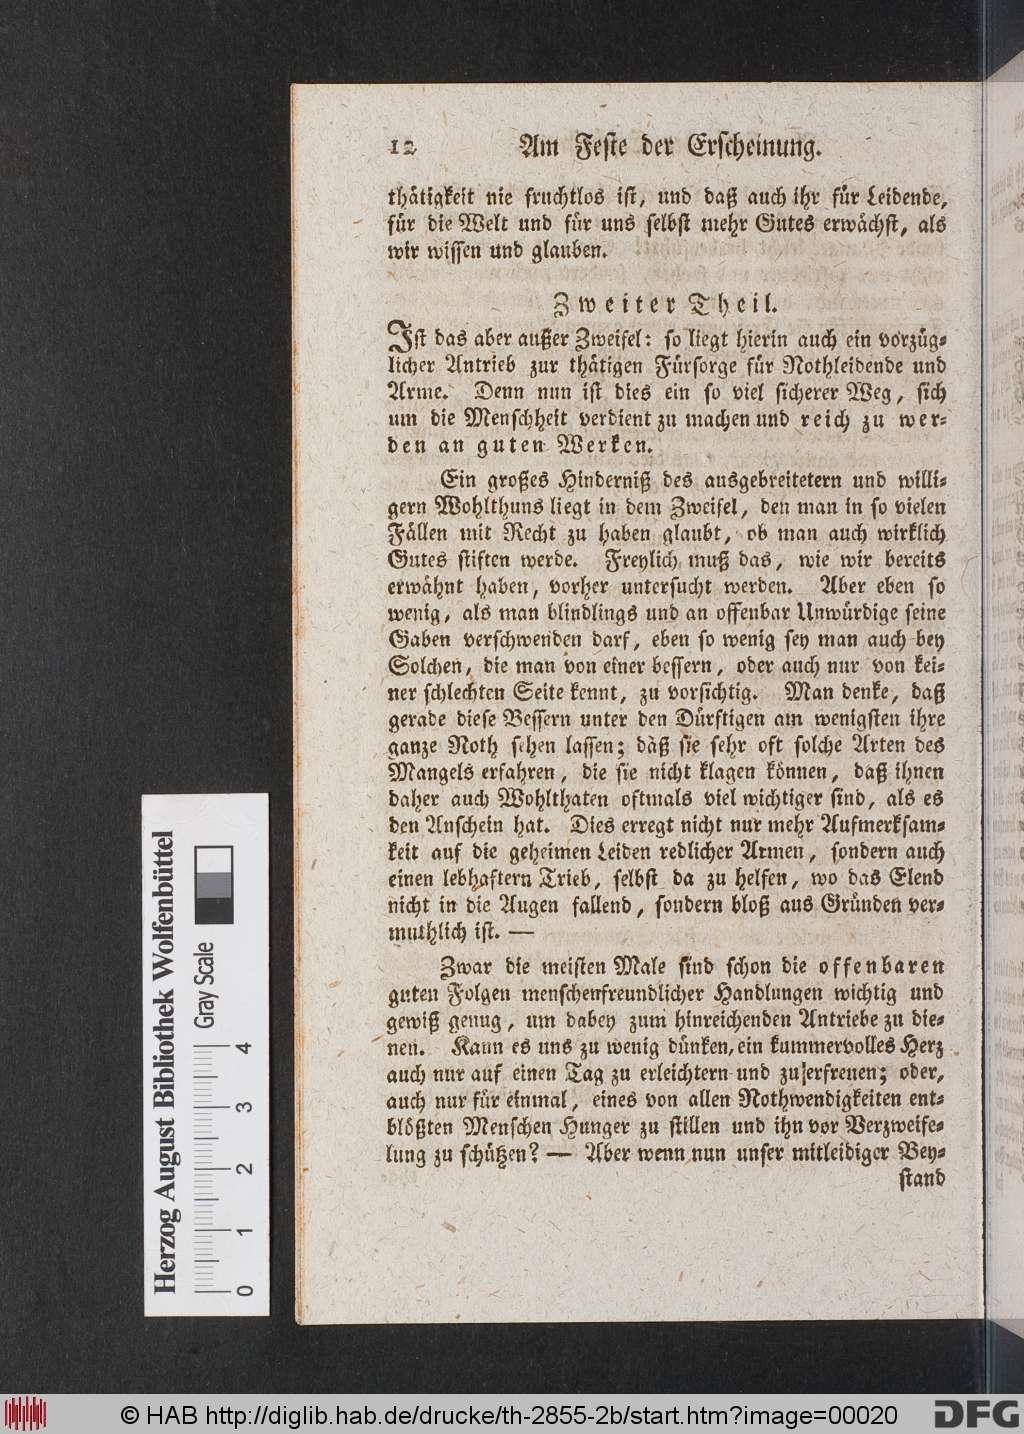 12 Am Feste der Erscheinung.
thätigkeit nie fruchtlos ist, und daß auch ihr für Leidende,
für die Welt und für uns selbst mehr Gutes erwächst, als
wir wissen und glauben.
Zweiter Theil.
Ist das aber außer Zweifel: so liegt hierin auch ein vorzüg-
licher Antrieb zur thätigen Fürsorge für Nothleidende und
Arme. Denn nun ist dies ein so viel sicherer Weg, sich
um die Menschheit verdient zu machen und reich zu wer-
den an guten Werken.
Ein großes Hinderniß des ausgebreitetern und willi-
gern Wohlthuns liegt in dem Zweifel, den man in so vielen
Fällen mit Recht zu haben glaubt, ob man auch wirklich
Gutes stiften werde. Freylich muß das, wie wir bereits
erwähnt haben, vorher untersucht werden. Aber eben so
wenig, als man blindlings und an offenbar Unwürdige seine
Gaben verschwenden darf, eben so wenig sey man auch bey
Solchen, die man von einer bessern, oder auch nur von kei-
ner schlechten Seite kennt, zu vorsichtig. Man denke, daß
gerade diese Bessern unter den Dürftigen am wenigsten ihre
ganze Noth sehen lassen; daß sie sehr oft solche Arten des
Mangels erfahren, die sie nicht klagen können, daß ihnen
daher auch Wohlthaten oftmals viel wichtiger sind, als es
den Anschein hat. Dies erregt nicht nur mehr Aufmerksam-
keit auf die geheimen Leiden redlicher Armen, sondern auch
einen lebhaftern Trieb, selbst da zu helfen, wo das Elend
nicht in die Augen fallend, sondern bloß aus Gründen ver-
muthlich ist. —
Zwar die meisten Male sind schon die offenbaren
guten Folgen menschenfreundlicher Handlungen wichtig und
gewiß genug, um dabey zum hinreichenden Antriebe zu die-
nen. Kann es uns zu wenig dünken, ein kummervolles Herz
auch nur auf einen Tag zu erleichtern und zu erfreuen; oder,
auch nur für einmal, eines von allen Nothwendigkeiten ent-
blößten Menschen Hunger zu stillen und ihn vor Verzweife-
lung zu schützen? — Aber wenn nun unser mitleidiger Bey-
stand
Herzog August Bibliothek Wolfenbüttel
Gray Scale
0 1 2 3 4
© HAB http://diglib.hab.de/drucke/th-2855-2b/start.htm?image=00020
DFG